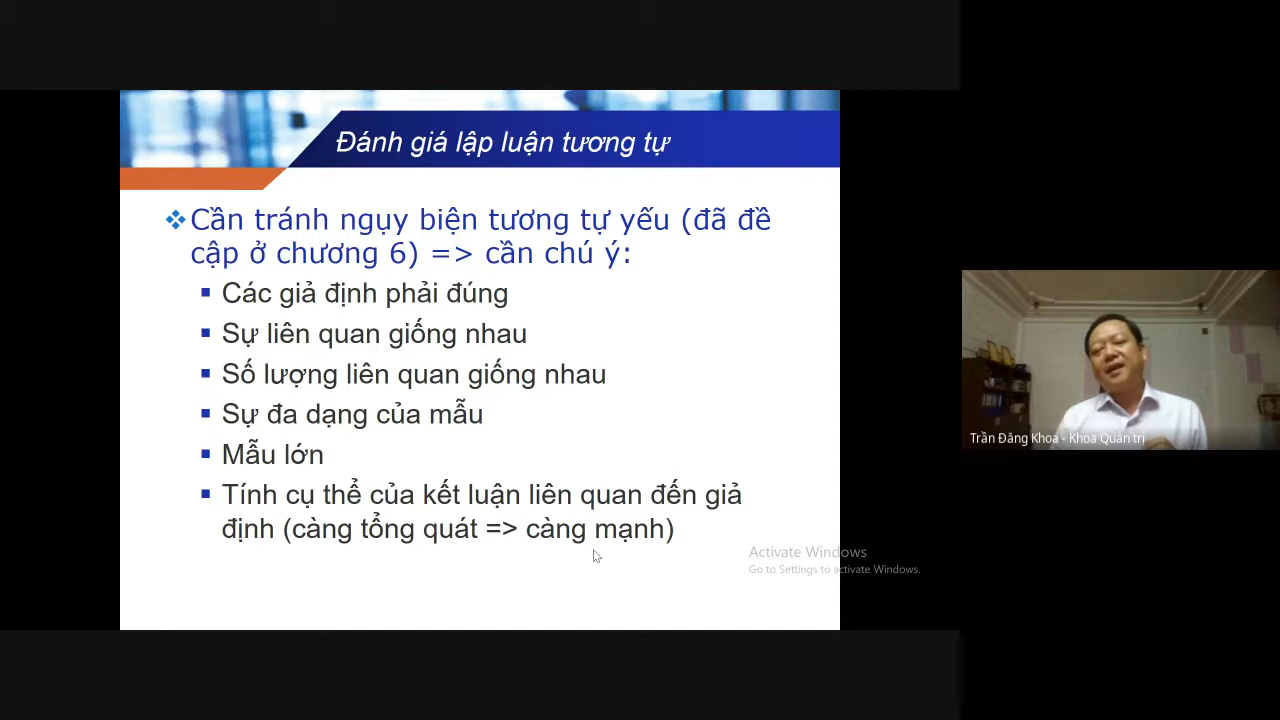 Đánh giá lập luận tương tự
Cần tránh ngụy biện tương tự yếu (đã đề
cập ở chương 6) => cần chú ý:
Các giả định phải đúng
Sự liên quan giống nhau
Số lượng liên quan giống nhau
Sự đa dạng của mẫu
Mẫu lớn
Tính cụ thể của kết luận liên quan đến giả
định (càng tổng quát => càng mạnh)
Activate Windows
Go to Settings to activate Windows.
Trần Đăng Khoa - Khoa Quản trị